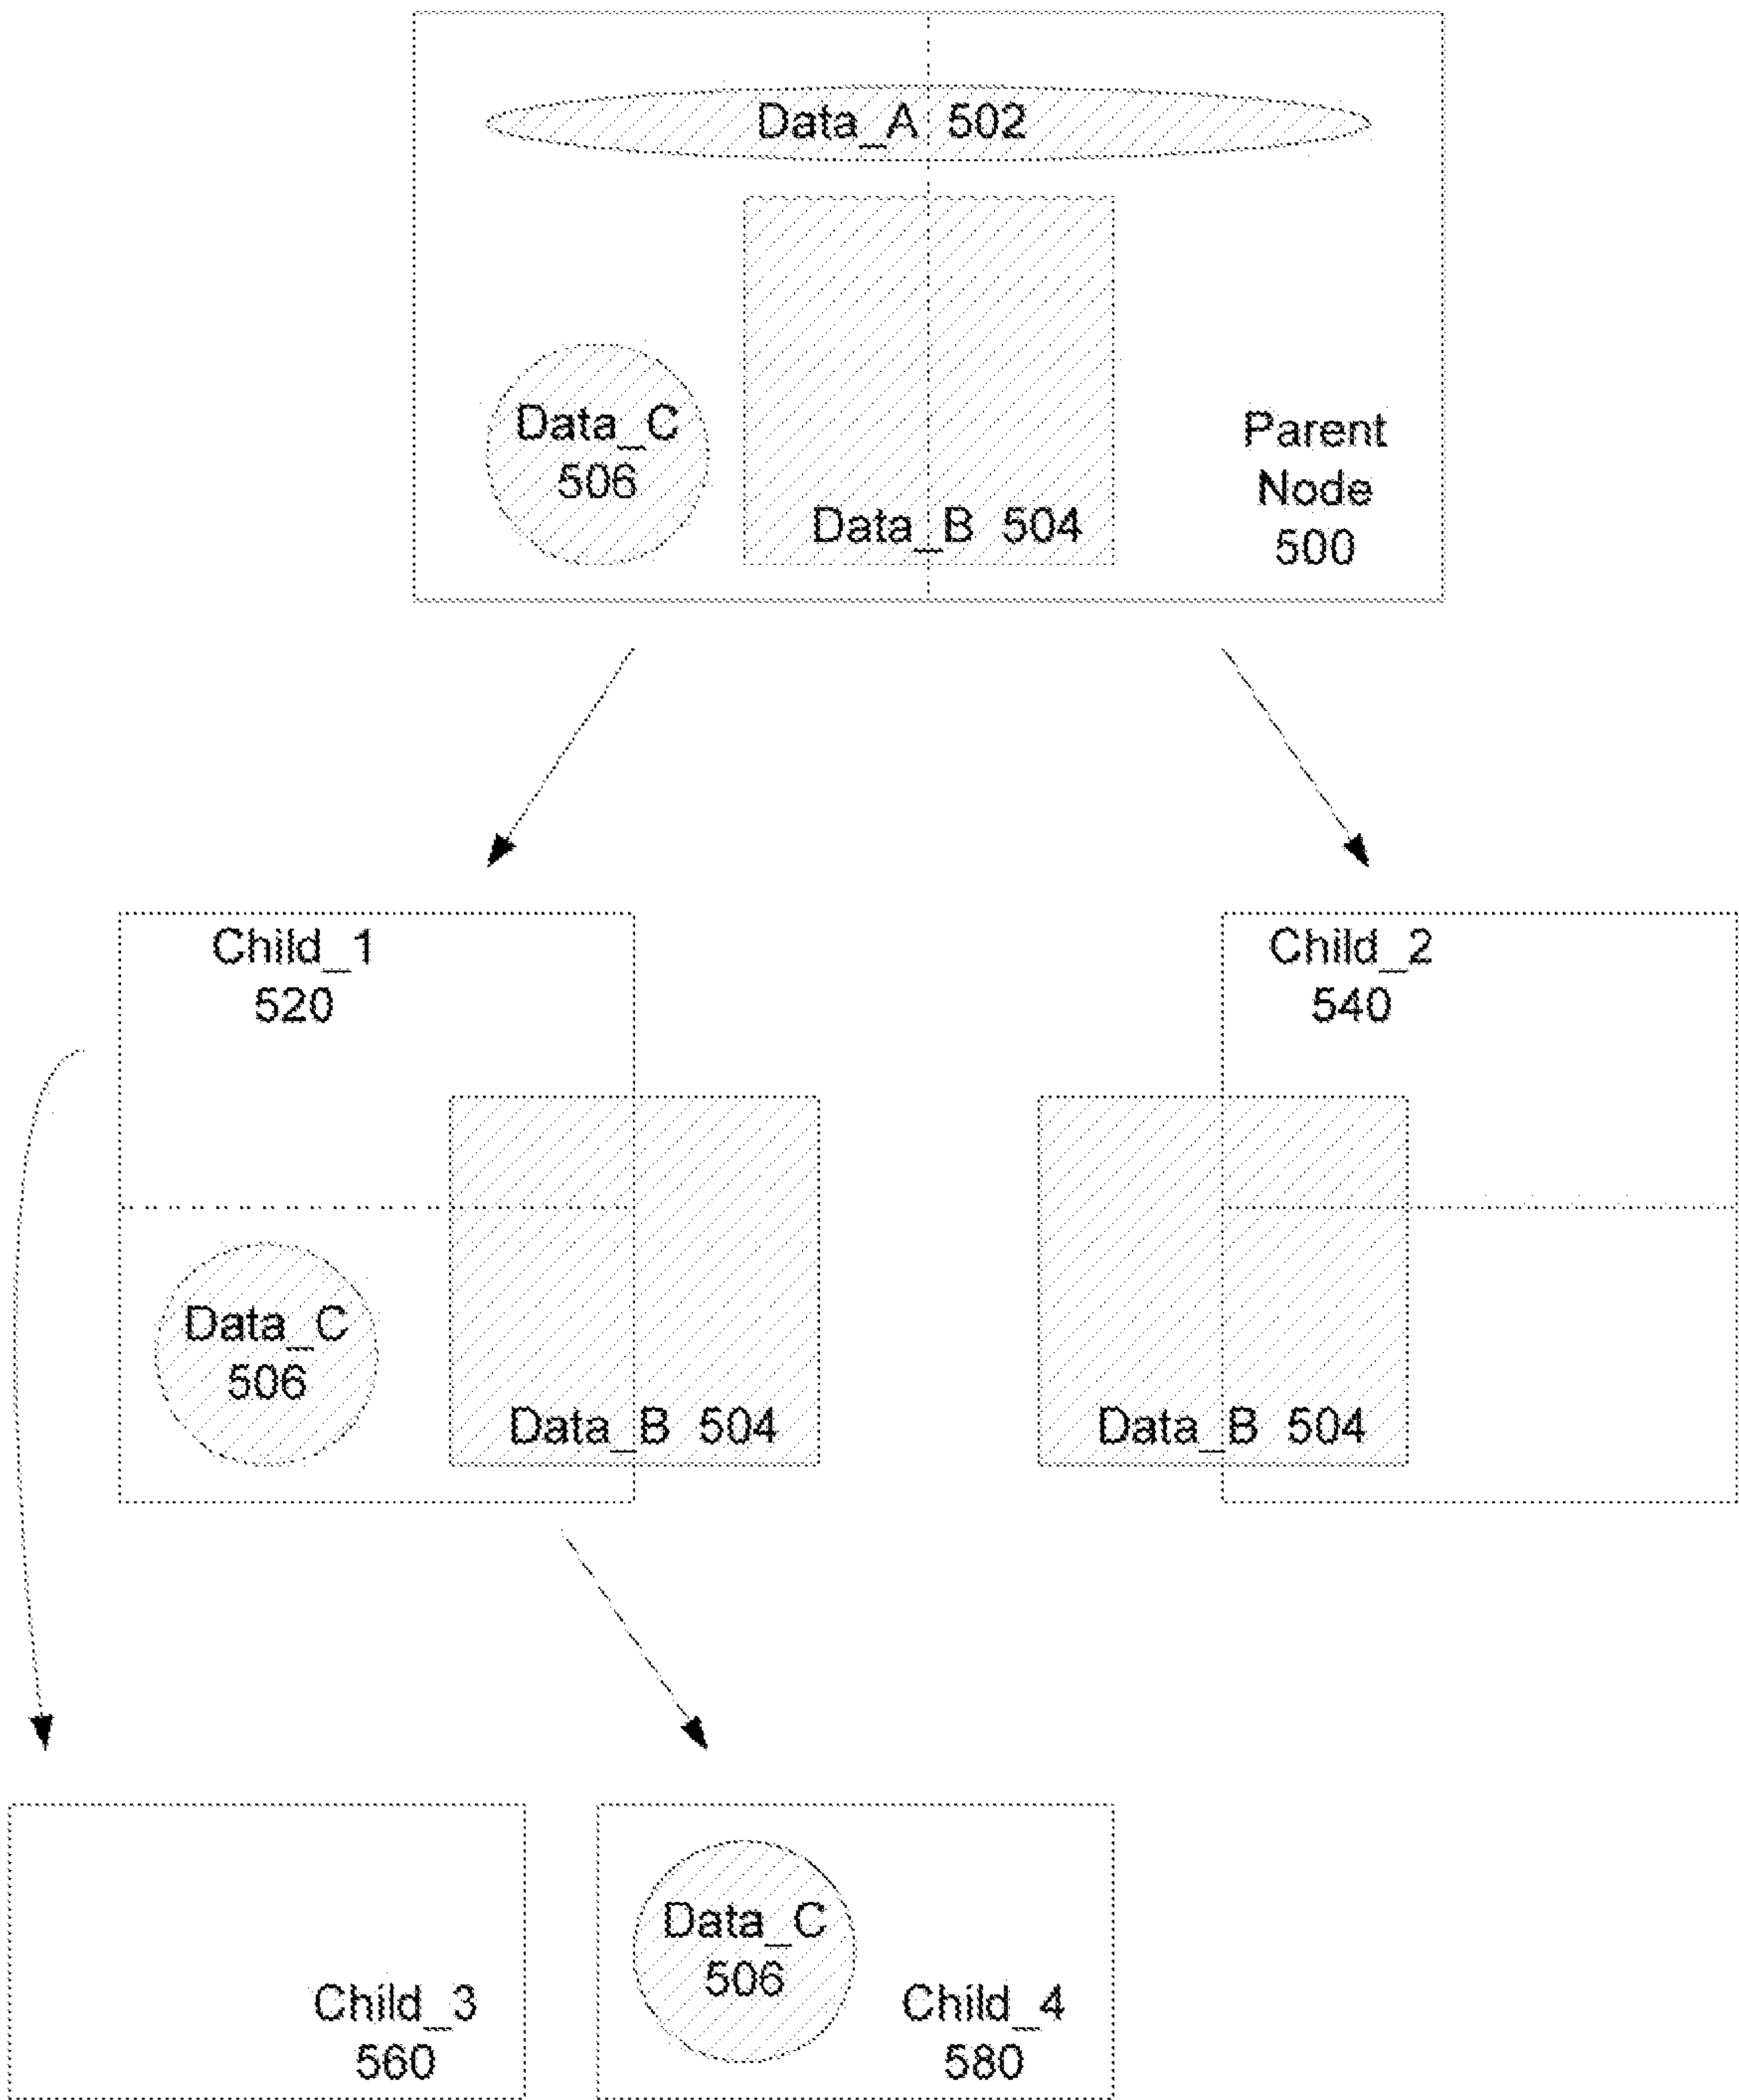 Data_A 502
Data_C
506
Data_B 504
Parent
Node
500
Child_1
520
Child_2
540
Data_C
506
Data_B 504
Data_B 504
Child_3
560
Data_C
506
Child_4
580